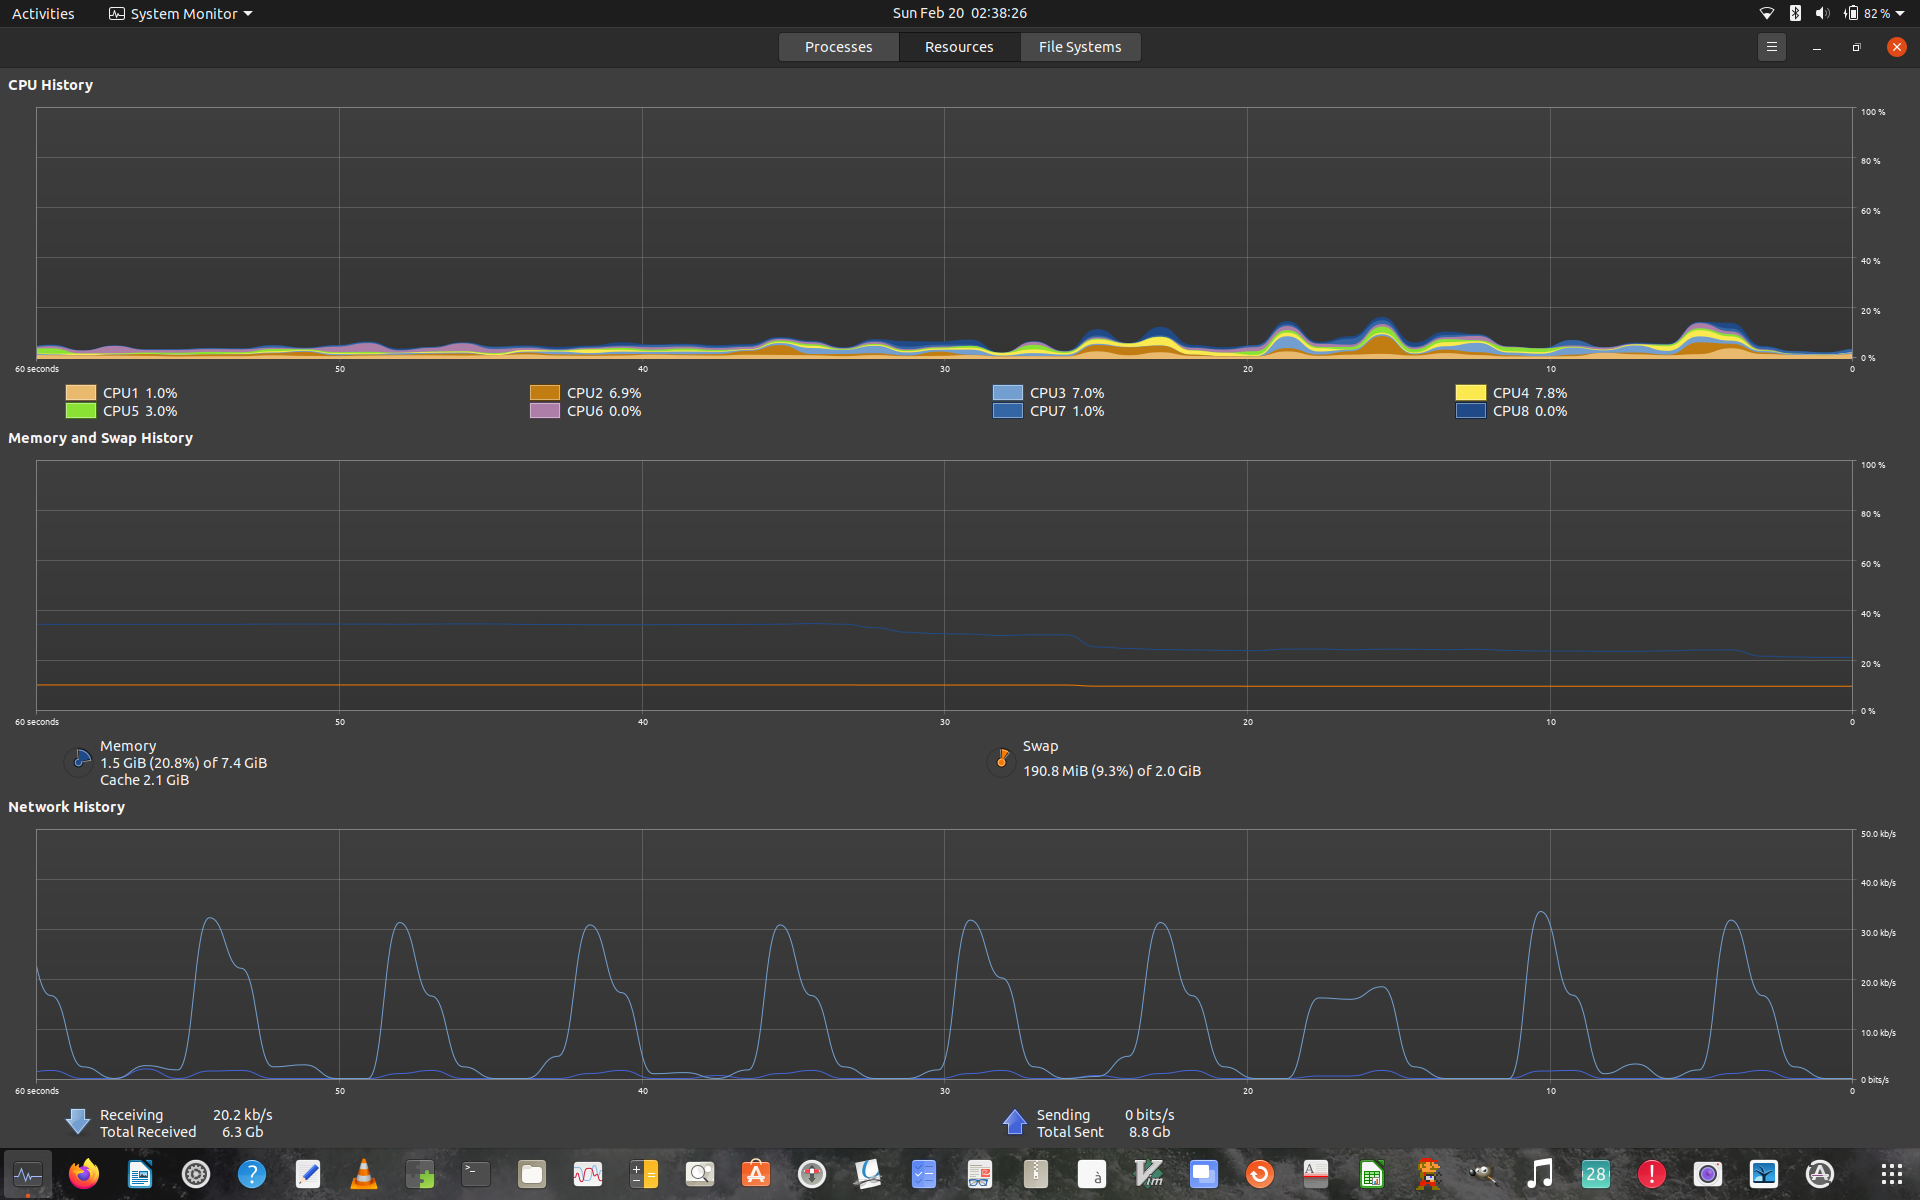 Activities System Monitor Sun Feb 20 02:38:26 82 %
Processes Resources File Systems
CPU History
100 %
80 %
60 %
40 %
20 %
0 %
60 seconds 50 40 30 20 10 0
CPU1 1.0% CPU2 6.9% CPU3 7.0% CPU4 7.8%
CPU5 3.0% CPU6 0.0% CPU7 1.0% CPU8 0.0%
Memory and Swap History
100 %
80 %
60 %
40 %
20 %
0 %
60 seconds 50 40 30 20 10 0
Memory
1.5 GiB (20.8%) of 7.4 GiB
Cache 2.1 GiB
Swap
190.8 MiB (9.3%) of 2.0 GiB
Network History
50.0 kb/s
40.0 kb/s
30.0 kb/s
20.0 kb/s
10.0 kb/s
0 bits/s
60 seconds 50 40 30 20 10 0
Receiving 20.2 kb/s
Total Received 6.3 Gb
Sending 0 bits/s
Total Sent 8.8 Gb
>_ ? à Vim A 28 !